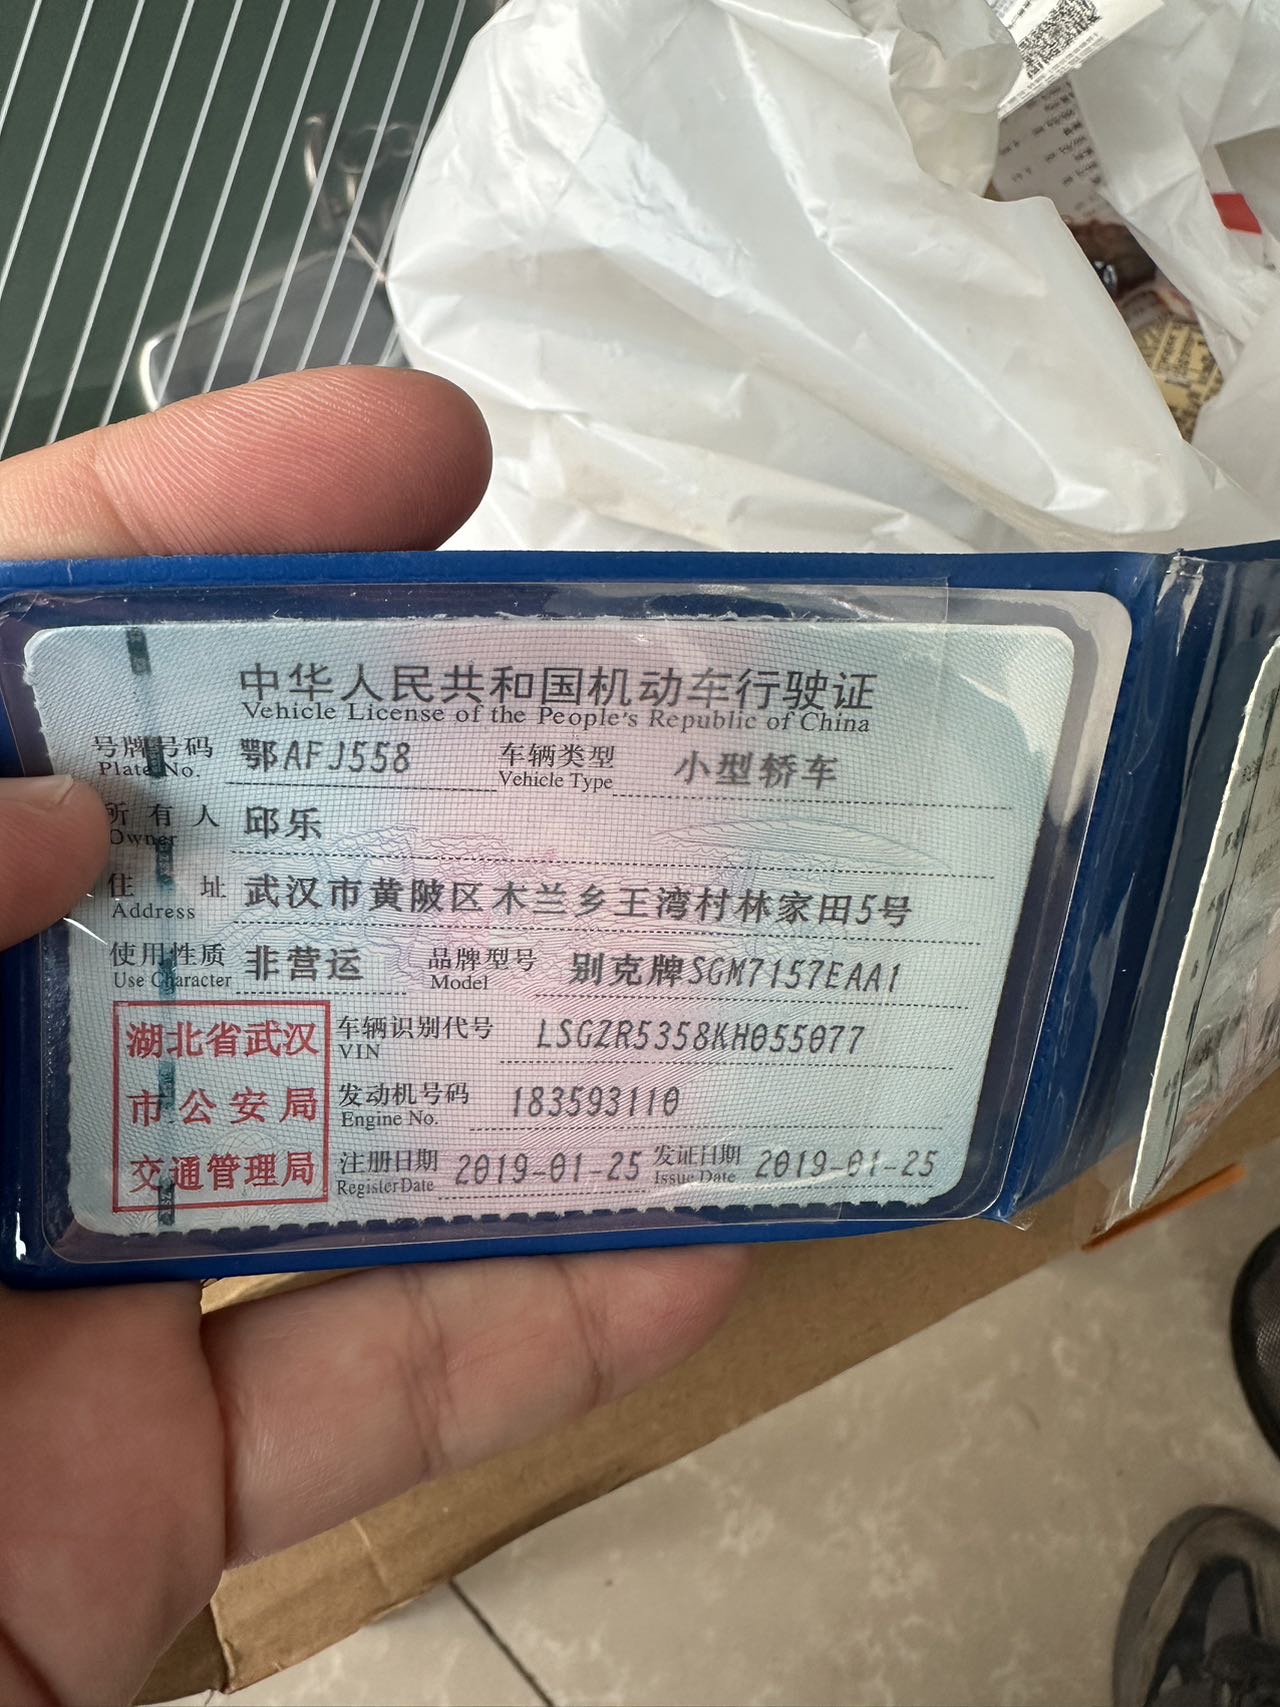 中华人民共和国机动车行驶证
Vehicle License of the People's Republic of China
号牌号码 鄂AFJ558 车辆类型 小型轿车
Plate No. Vehicle Type
所有人 邱乐
Owner
住址 武汉市黄陂区木兰乡王湾村林家田5号
Address
使用性质 非营运 品牌型号 别克牌SGM7157EAA1
Use Character Model
湖北省武汉
市公安局
交通管理局
车辆识别代号 LSGZR5358KH055077
VIN
发动机号码 183593110
Engine No.
注册日期 2019-01-25 发证日期 2019-01-25
Register Date Issue Date